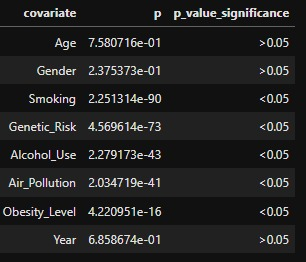 covariate p p_value_significance
Age 7.580716e-01 >0.05
Gender 2.375373e-01 >0.05
Smoking 2.251314e-90 <0.05
Genetic_Risk 4.569614e-73 <0.05
Alcohol_Use 2.279173e-43 <0.05
Air_Pollution 2.034719e-41 <0.05
Obesity_Level 4.220951e-16 <0.05
Year 6.858674e-01 >0.05